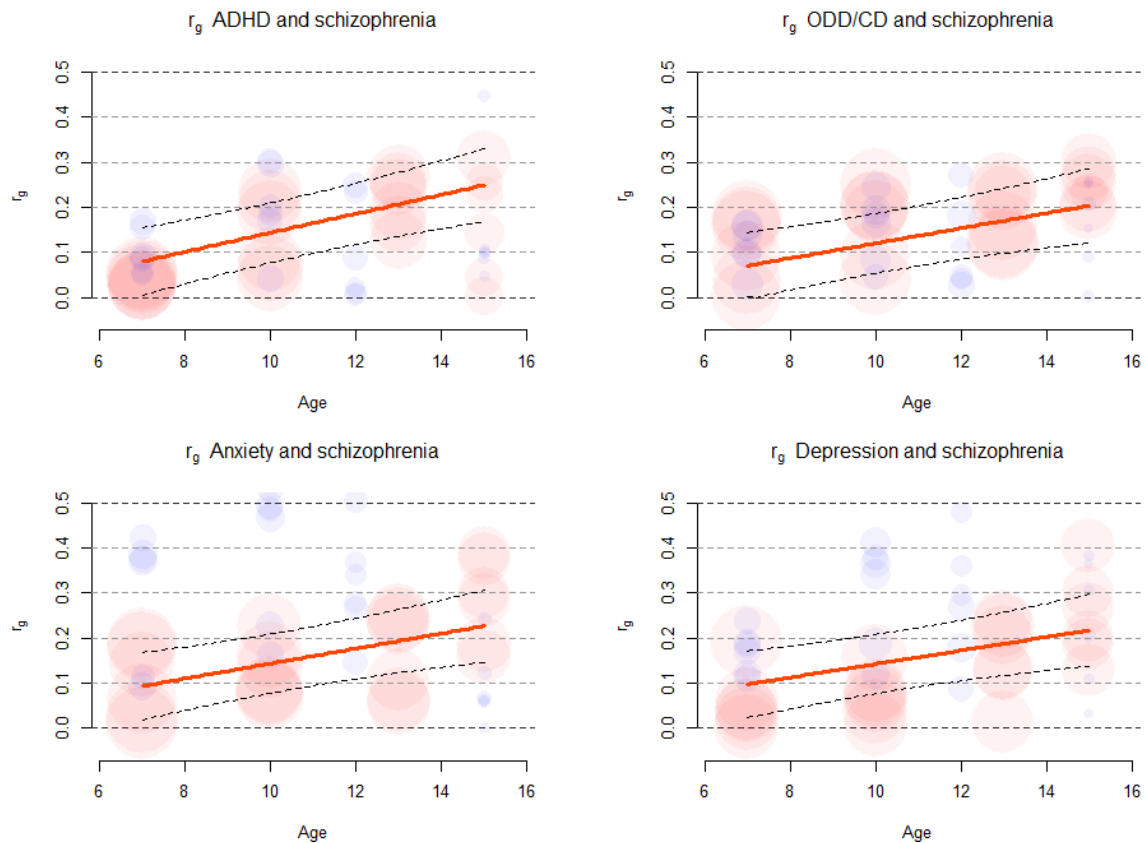 rg ADHD and schizophrenia
rg
0.0 0.1 0.2 0.3 0.4 0.5
6 8 10 12 14 16
Age
rg ODD/CD and schizophrenia
rg
0.0 0.1 0.2 0.3 0.4 0.5
6 8 10 12 14 16
Age
rg Anxiety and schizophrenia
rg
0.0 0.1 0.2 0.3 0.4 0.5
6 8 10 12 14 16
Age
rg Depression and schizophrenia
rg
0.0 0.1 0.2 0.3 0.4 0.5
6 8 10 12 14 16
Age